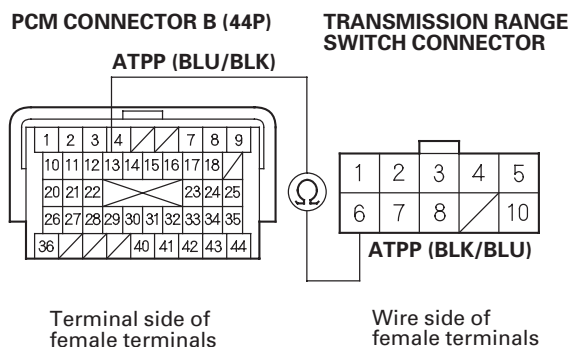 PCM CONNECTOR B (44P)
TRANSMISSION RANGE
SWITCH CONNECTOR
ATPP (BLU/BLK)
1 2 3 4 7 8 9
10 11 12 13 14 15 16 17 18
20 21 22 23 24 25
26 27 28 29 30 31 32 33 34 35
36 40 41 42 43 44
Ω
1 2 3 4 5
6 7 8 10
ATPP (BLK/BLU)
Terminal side of
female terminals
Wire side of
female terminals